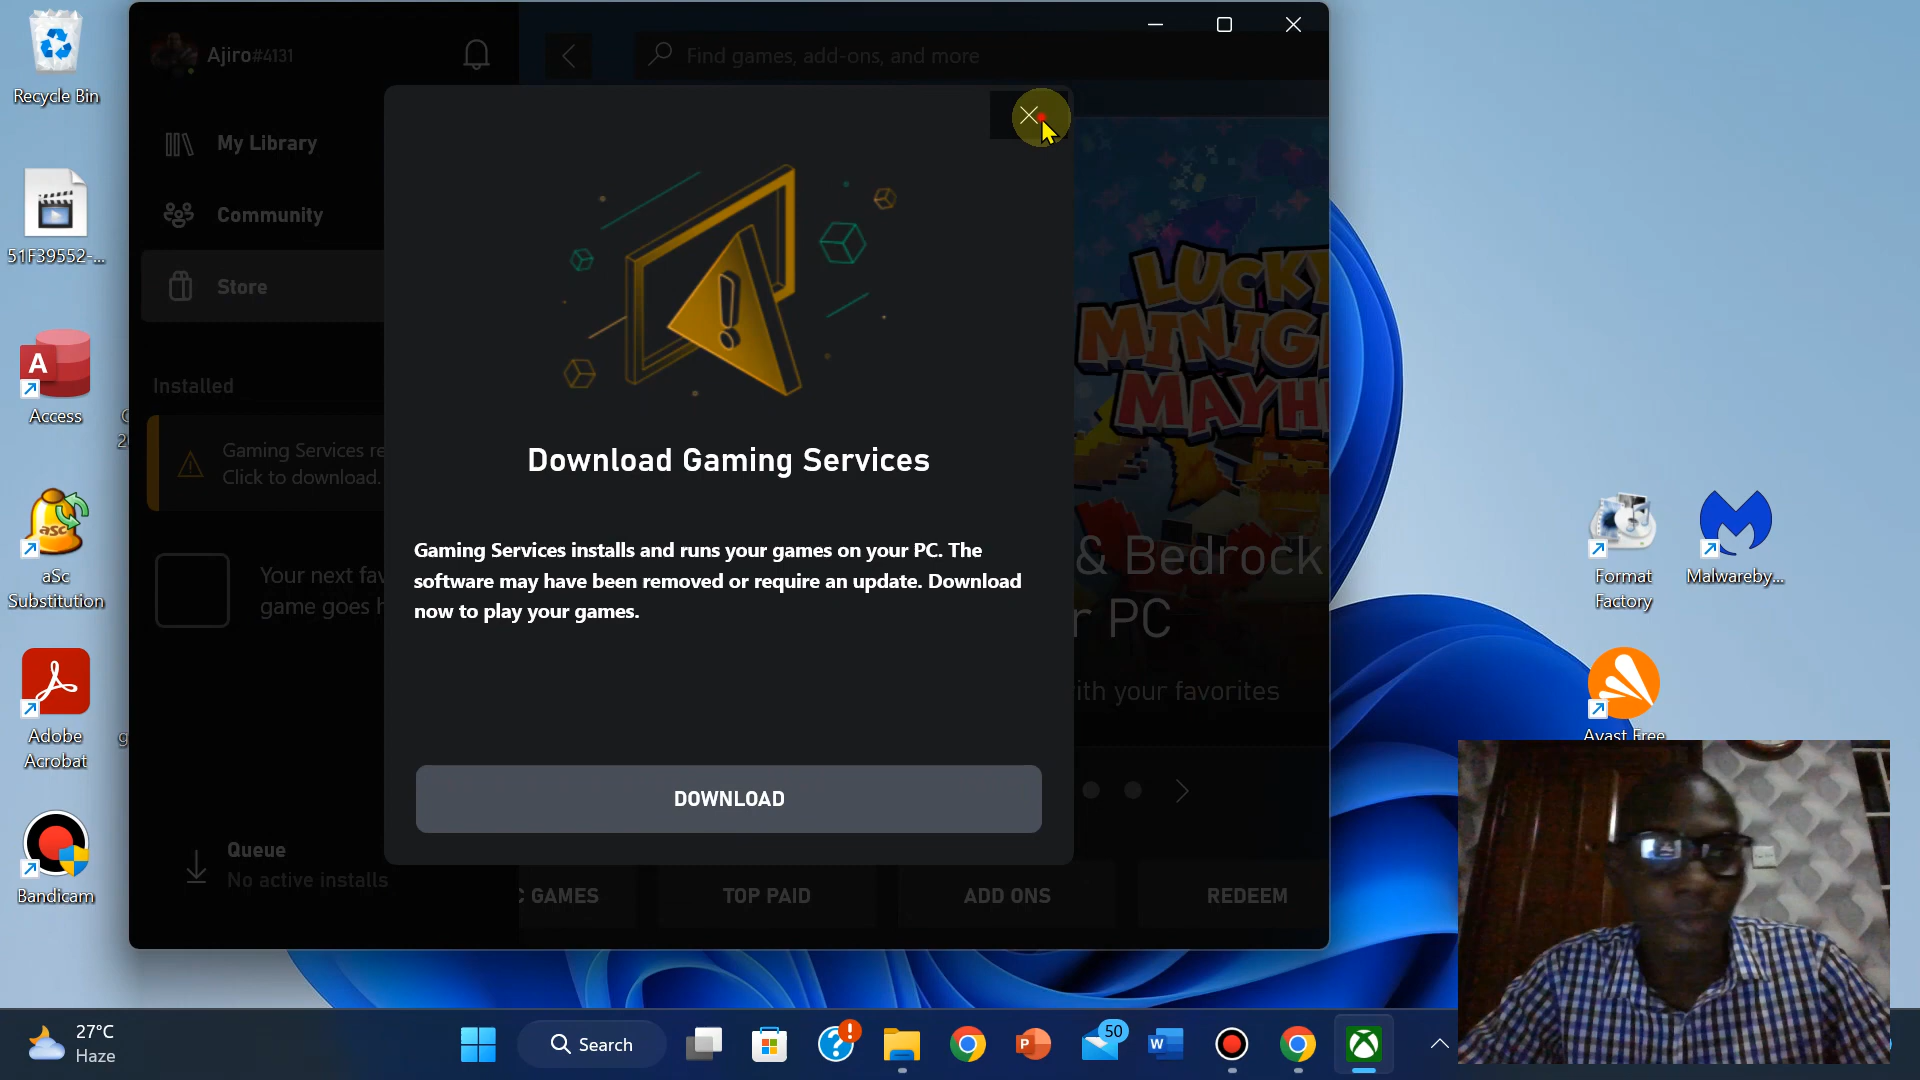 Recycle Bin
51F39552-...
Access
aSc
Substitution
Adobe
Acrobat
Bandicam
Ajiro#4131
Find games, add-ons, and more
My Library
Community
Store
Installed
Gaming Services re
Click to download.
Your next fav
game goes h
Queue
No active installs
Download Gaming Services
Gaming Services installs and runs your games on your PC. The
software may have been removed or require an update. Download
now to play your games.
DOWNLOAD
LUCKY
MINIG
MAYH
& Bedrock
r PC
ith your favorites
C GAMES
TOP PAID
ADD ONS
REDEEM
Format
Factory
Malwareby...
Avast Free
27°C
Haze
Search
50